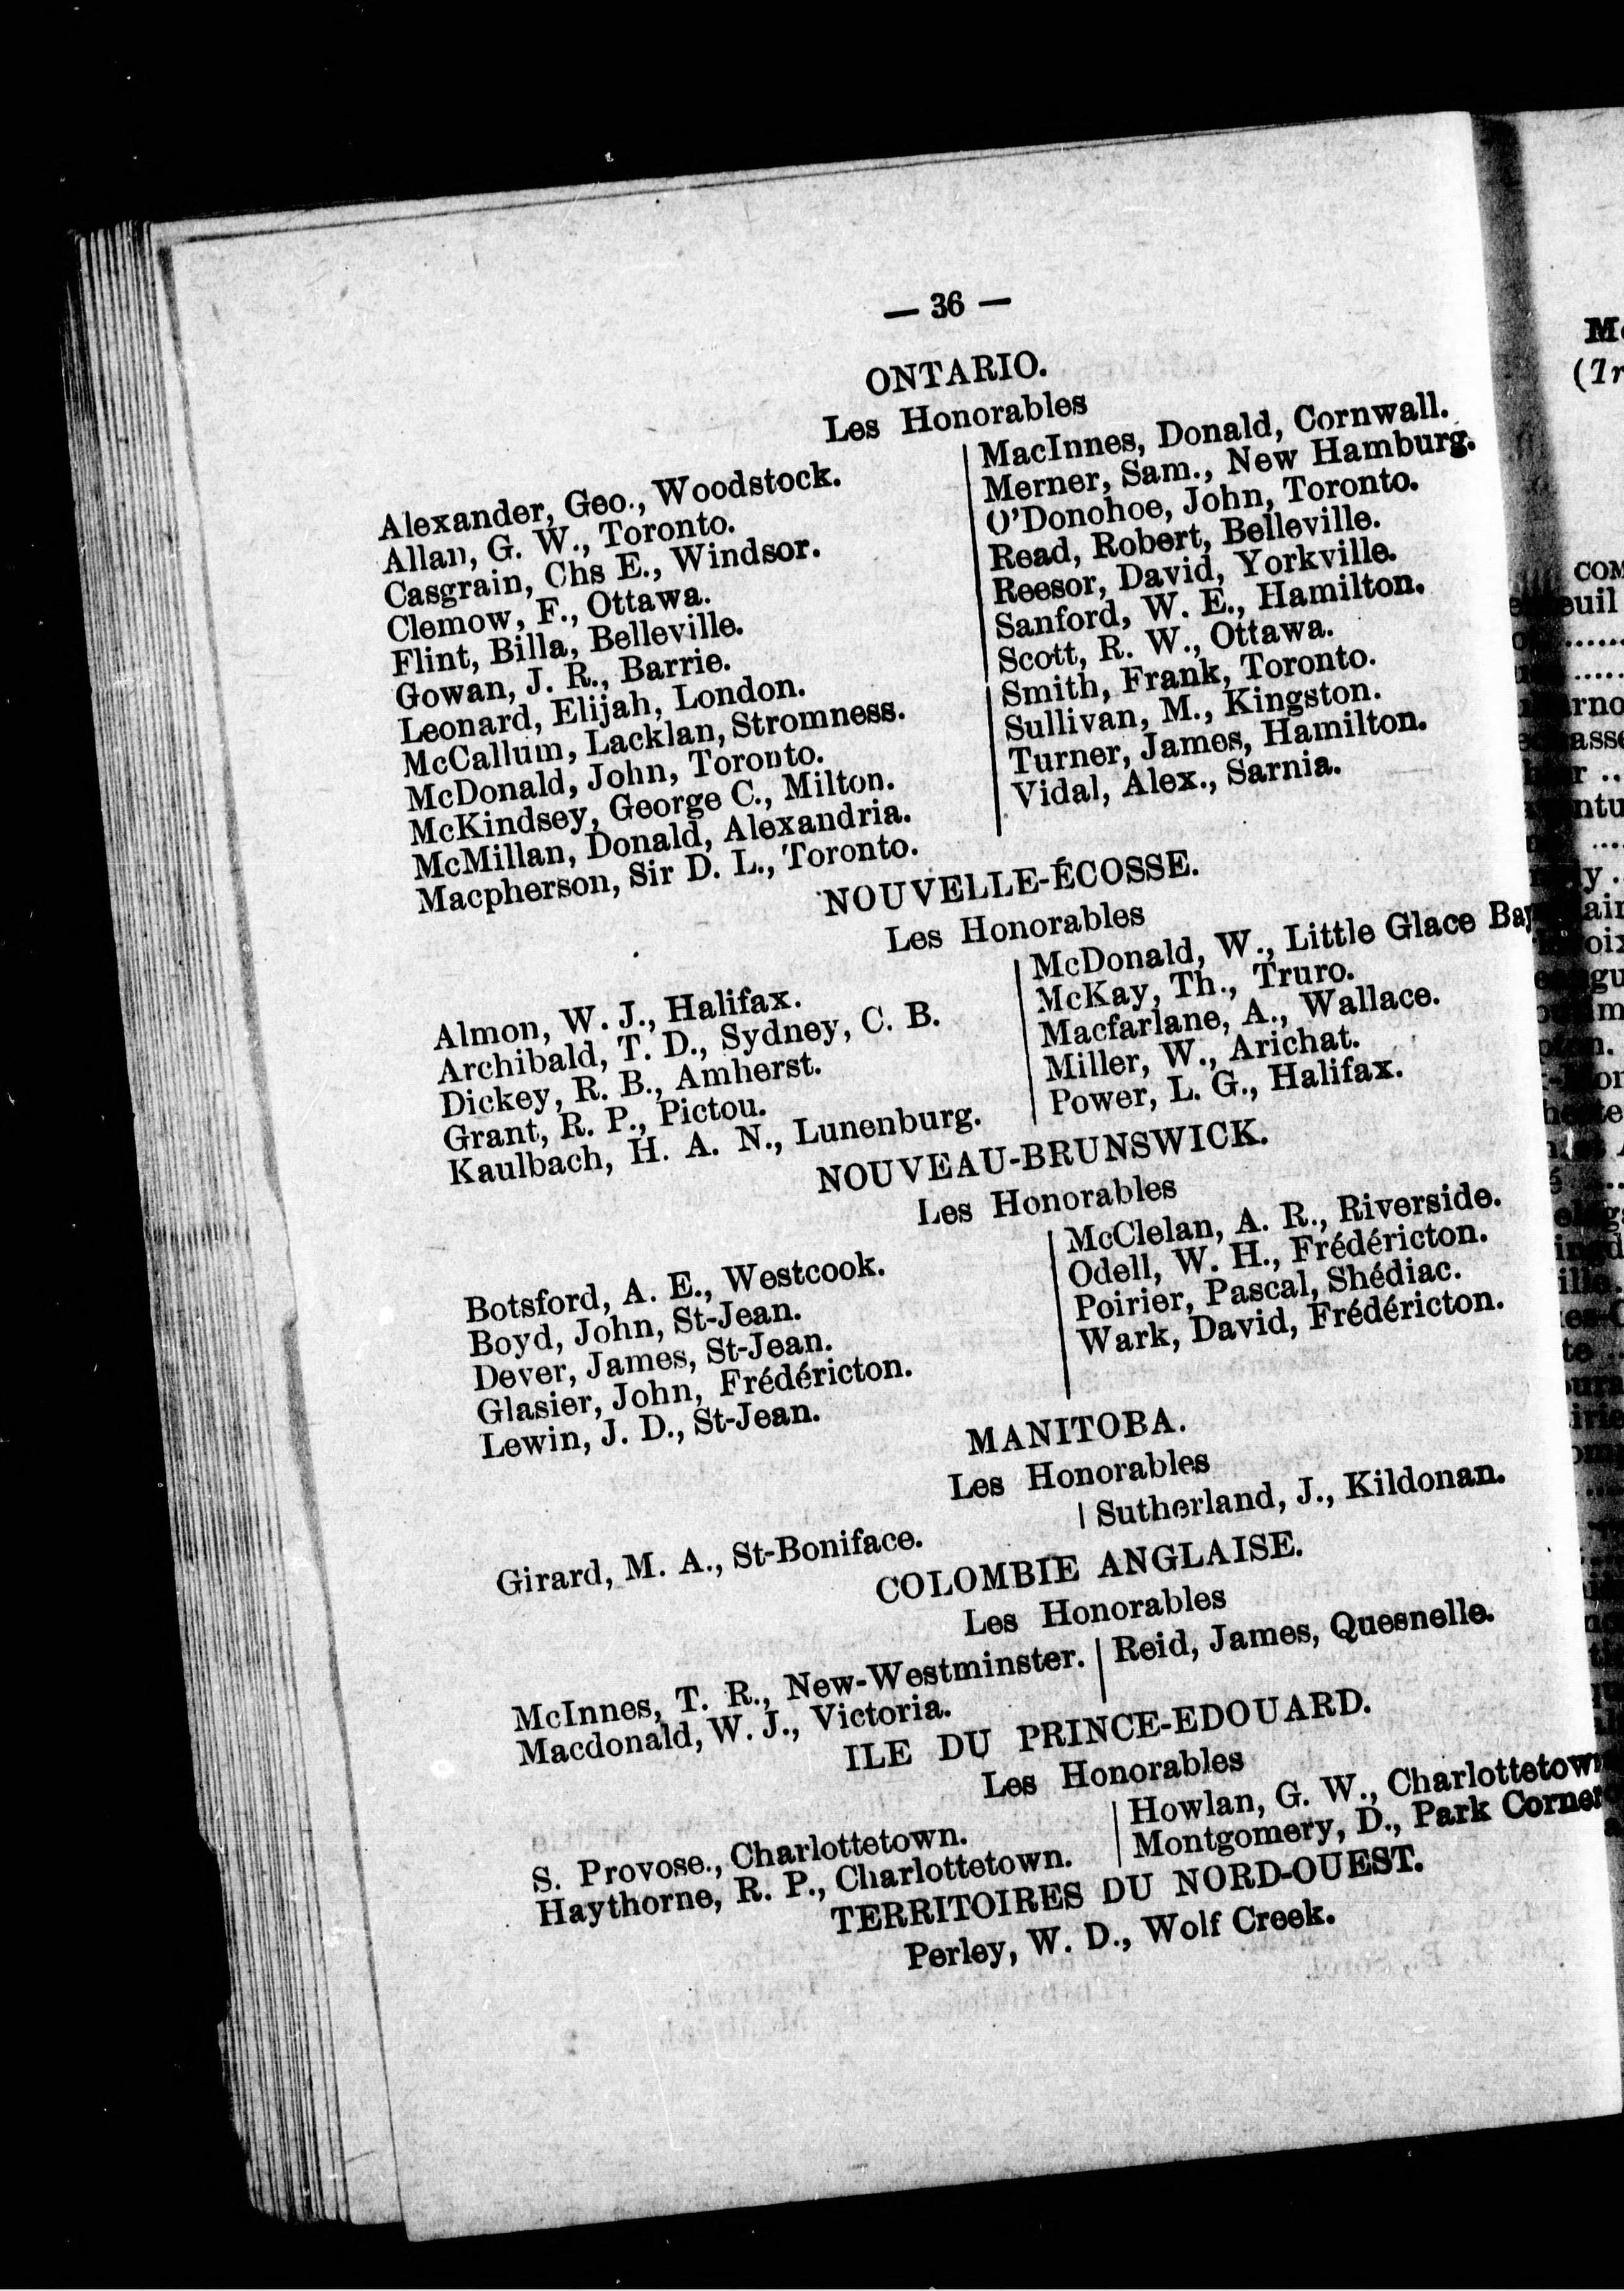 — 36 —
ONTARIO.
Les Honorables
Alexander, Geo., Woodstock.
Allan, G. W., Toronto.
Casgrain, Chs E., Windsor.
Clemow, F., Ottawa.
Flint, Billa, Belleville.
Gowan, J. R., Barrie.
Leonard, Elijah, London.
McCallum, Lacklan, Stromness.
McDonald, John, Toronto.
McKindsey, George C., Milton.
McMillan, Donald, Alexandria.
Macpherson, Sir D. L., Toronto.
MacInnes, Donald, Cornwall.
Merner, Sam., New Hamburg.
O'Donohoe, John, Toronto.
Read, Robert, Belleville.
Reesor, David, Yorkville.
Sanford, W. E., Hamilton.
Scott, R. W., Ottawa.
Smith, Frank, Toronto.
Sullivan, M., Kingston.
Turner, James, Hamilton.
Vidal, Alex., Sarnia.
NOUVELLE-ÉCOSSE.
Les Honorables
Almon, W. J., Halifax.
Archibald, T. D., Sydney, C. B.
Dickey, R. B., Amherst.
Grant, R. P., Pictou.
Kaulbach, H. A. N., Lunenburg.
McDonald, W., Little Glace Bay
McKay, Th., Truro.
Macfarlane, A., Wallace.
Miller, W., Arichat.
Power, L. G., Halifax.
NOUVEAU-BRUNSWICK.
Les Honorables
Botsford, A. E., Westcook.
Boyd, John, St-Jean.
Dever, James, St-Jean.
Glasier, John, Frédéricton.
Lewin, J. D., St-Jean.
McClelan, A. R., Riverside.
Odell, W. H., Frédéricton.
Poirier, Pascal, Shédiac.
Wark, David, Frédéricton.
MANITOBA.
Les Honorables
Girard, M. A., St-Boniface.
Sutherland, J., Kildonan.
COLOMBIE ANGLAISE.
Les Honorables
McInnes, T. R., New-Westminster.
Macdonald, W. J., Victoria.
Reid, James, Quesnelle.
ILE DU PRINCE-EDOUARD.
Les Honorables
S. Provose., Charlottetown.
Haythorne, R. P., Charlottetown.
Howlan, G. W., Charlottetown
Montgomery, D., Park Corner
TERRITOIRES DU NORD-OUEST.
Perley, W. D., Wolf Creek.